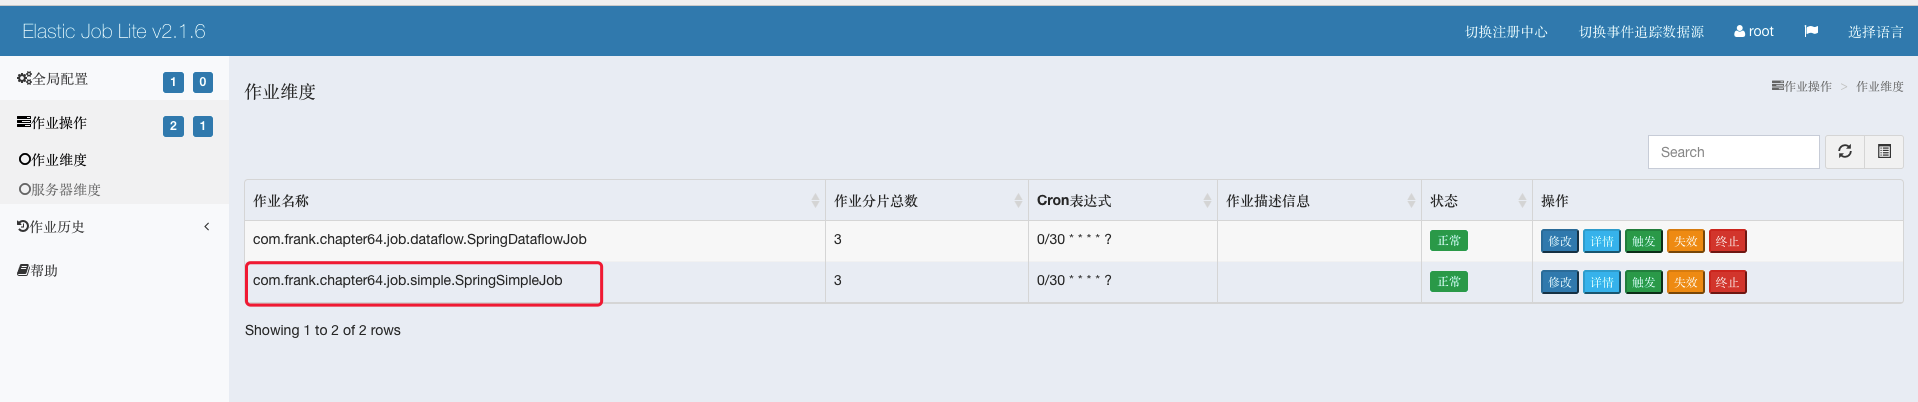 Elastic Job Lite v2.1.6
切换注册中心 切换事件追踪数据源 root 选择语言
全局配置 1 0
作业操作 2 1
作业维度
服务器维度
作业历史
帮助
作业维度
作业操作 > 作业维度
Search
作业名称 作业分片总数 Cron表达式 作业描述信息 状态 操作
com.frank.chapter64.job.dataflow.SpringDataflowJob 3 0/30 * * * * ? 正常 修改 详情 触发 失效 终止
com.frank.chapter64.job.simple.SpringSimpleJob 3 0/30 * * * * ? 正常 修改 详情 触发 失效 终止
Showing 1 to 2 of 2 rows